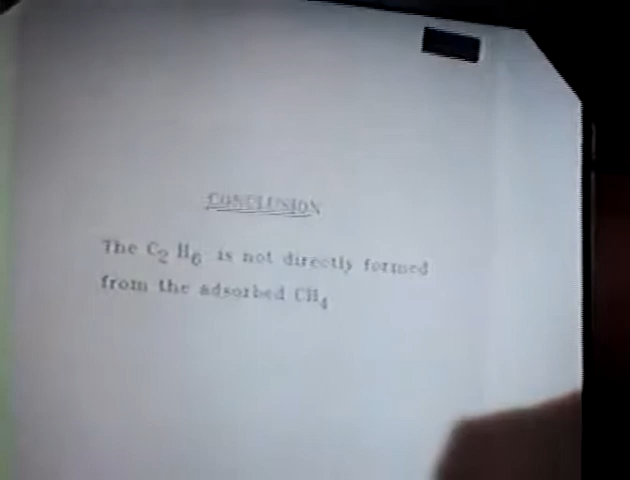 CONCLUSION
The C₂ H₆ is not directly formed
from the adsorbed CH₄